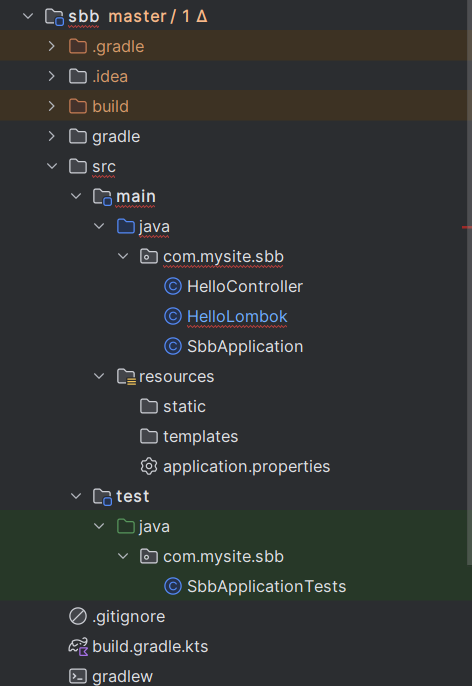 sbb master / 1 Δ
.gradle
.idea
build
gradle
src
main
java
com.mysite.sbb
HelloController
HelloLombok
SbbApplication
resources
static
templates
application.properties
test
java
com.mysite.sbb
SbbApplicationTests
.gitignore
build.gradle.kts
gradlew